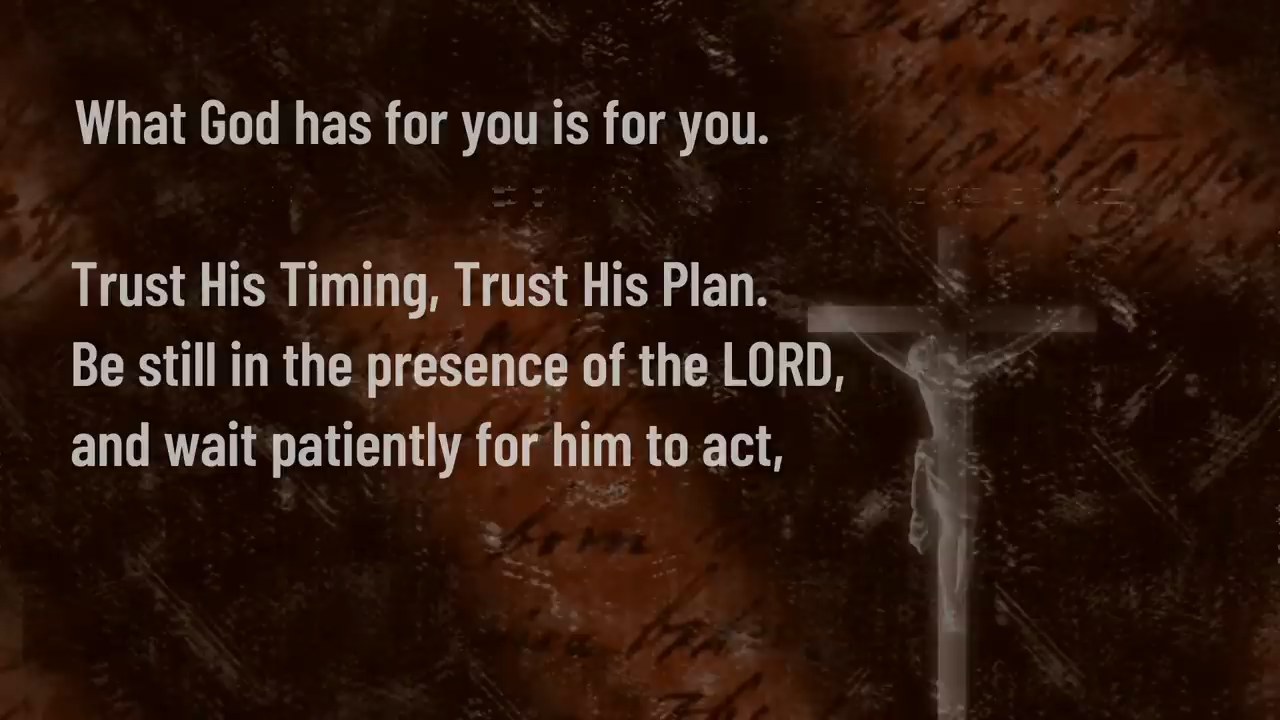 What God has for you is for you.
Trust His Timing, Trust His Plan.
Be still in the presence of the LORD,
and wait patiently for him to act,